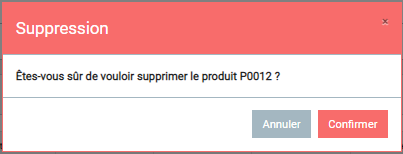 Suppression
×
Êtes-vous sûr de vouloir supprimer le produit P0012 ?
Annuler
Confirmer